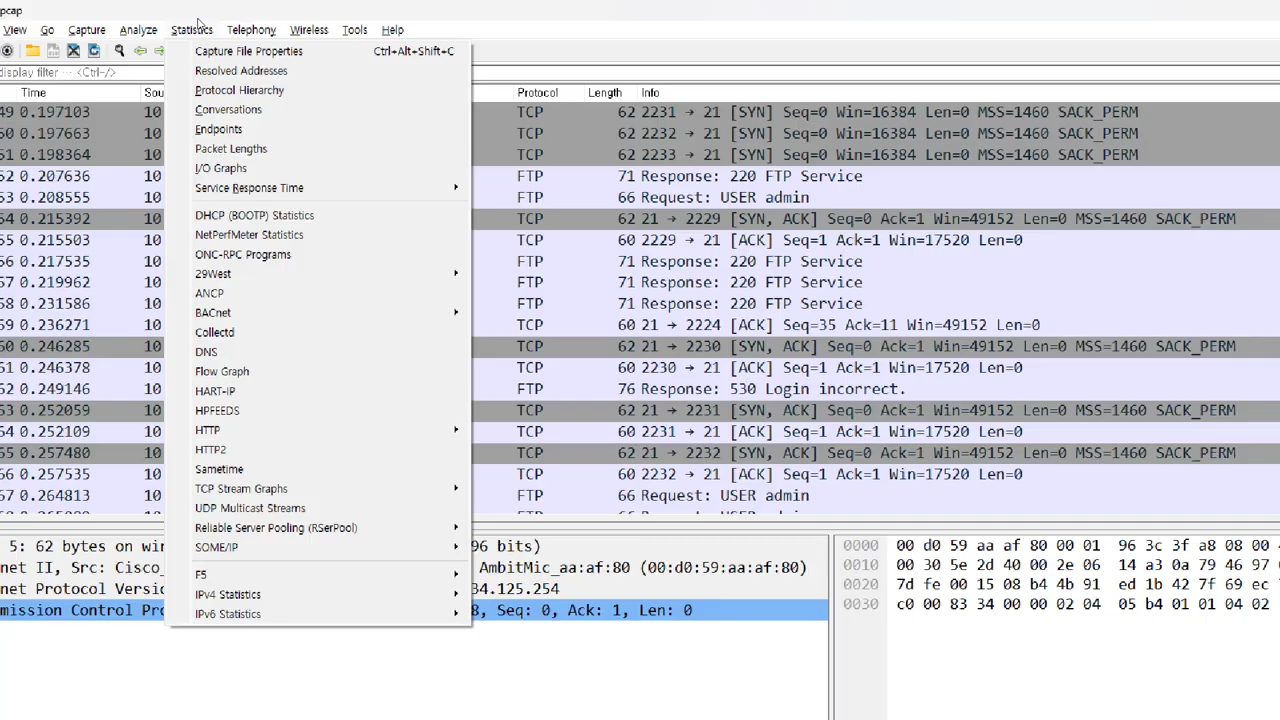 pcap
View Go Capture Analyze Statistics Telephony Wireless Tools Help
display filter ··· <Ctrl-/>
Time Sou Protocol Length Info
49 0.197103 10 TCP 62 2231 → 21 [SYN] Seq=0 Win=16384 Len=0 MSS=1460 SACK_PERM
50 0.197663 10 TCP 62 2232 → 21 [SYN] Seq=0 Win=16384 Len=0 MSS=1460 SACK_PERM
51 0.198364 10 TCP 62 2233 → 21 [SYN] Seq=0 Win=16384 Len=0 MSS=1460 SACK_PERM
52 0.207636 10 FTP 71 Response: 220 FTP Service
53 0.208555 10 FTP 66 Request: USER admin
54 0.215392 10 TCP 62 21 → 2229 [SYN, ACK] Seq=0 Ack=1 Win=49152 Len=0 MSS=1460 SACK_PERM
55 0.215503 10 TCP 60 2229 → 21 [ACK] Seq=1 Ack=1 Win=17520 Len=0
56 0.217535 10 FTP 71 Response: 220 FTP Service
57 0.219962 10 FTP 71 Response: 220 FTP Service
58 0.231586 10 FTP 71 Response: 220 FTP Service
59 0.236271 10 TCP 60 21 → 2224 [ACK] Seq=35 Ack=11 Win=49152 Len=0
60 0.246285 10 TCP 62 21 → 2230 [SYN, ACK] Seq=0 Ack=1 Win=49152 Len=0 MSS=1460 SACK_PERM
61 0.246378 10 TCP 60 2230 → 21 [ACK] Seq=1 Ack=1 Win=17520 Len=0
62 0.249146 10 FTP 76 Response: 530 Login incorrect.
63 0.252059 10 TCP 62 21 → 2231 [SYN, ACK] Seq=0 Ack=1 Win=49152 Len=0 MSS=1460 SACK_PERM
64 0.252109 10 TCP 60 2231 → 21 [ACK] Seq=1 Ack=1 Win=17520 Len=0
65 0.257480 10 TCP 62 21 → 2232 [SYN, ACK] Seq=0 Ack=1 Win=49152 Len=0 MSS=1460 SACK_PERM
66 0.257535 10 TCP 60 2232 → 21 [ACK] Seq=1 Ack=1 Win=17520 Len=0
67 0.264813 10 FTP 66 Request: USER admin
Capture File Properties Ctrl+Alt+Shift+C
Resolved Addresses
Protocol Hierarchy
Conversations
Endpoints
Packet Lengths
I/O Graphs
Service Response Time
DHCP (BOOTP) Statistics
NetPerfMeter Statistics
ONC-RPC Programs
29West
ANCP
BACnet
Collectd
DNS
Flow Graph
HART-IP
HPFEEDS
HTTP
HTTP2
Sametime
TCP Stream Graphs
UDP Multicast Streams
Reliable Server Pooling (RSerPool)
SOME/IP
F5
IPv4 Statistics
IPv6 Statistics
5: 62 bytes on wir 96 bits)
net II, Src: Cisco_ AmbitMic_aa:af:80 (00:d0:59:aa:af:80)
net Protocol Versio 34.125.254
mission Control Pro 8, Seq: 0, Ack: 1, Len: 0
0000 00 d0 59 aa af 80 00 01 96 3c 3f a8 08 00
0010 00 30 5e 2d 40 00 2e 06 14 a3 0a 79 46 97
0020 7d fe 00 15 08 b4 4b 91 ed 1b 42 7f 69 ec
0030 c0 00 83 34 00 00 02 04 05 b4 01 01 04 02